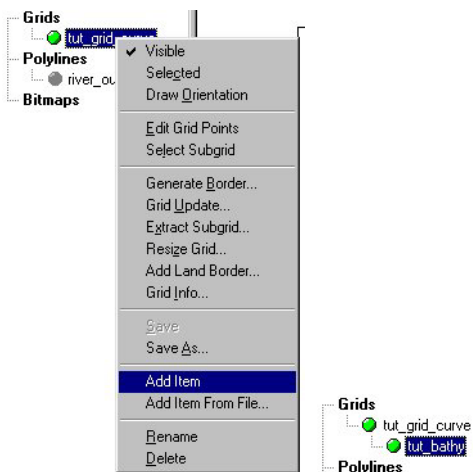 Grids
tut_grid_curve
Polylines
river_ou
Bitmaps
Visible
Selected
Draw Orientation
Edit Grid Points
Select Subgrid
Generate Border...
Grid Update...
Extract Subgrid...
Resize Grid...
Add Land Border...
Grid Info...
Save
Save As...
Add Item
Add Item From File...
Rename
Delete
Grids
tut_grid_curve
tut_bathy
Polylines